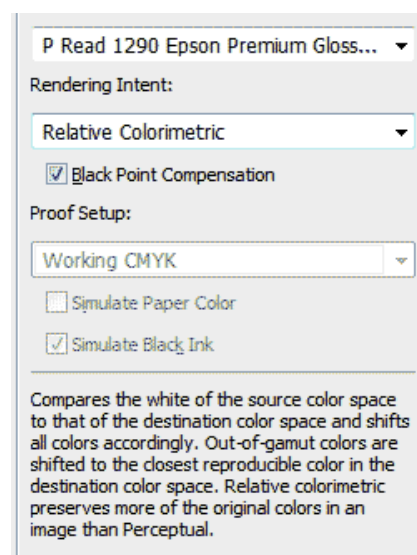 P Read 1290 Epson Premium Gloss...
Rendering Intent:
Relative Colorimetric
Black Point Compensation
Proof Setup:
Working CMYK
Simulate Paper Color
Simulate Black Ink
Compares the white of the source color space
to that of the destination color space and shifts
all colors accordingly. Out-of-gamut colors are
shifted to the closest reproducible color in the
destination color space. Relative colorimetric
preserves more of the original colors in an
image than Perceptual.